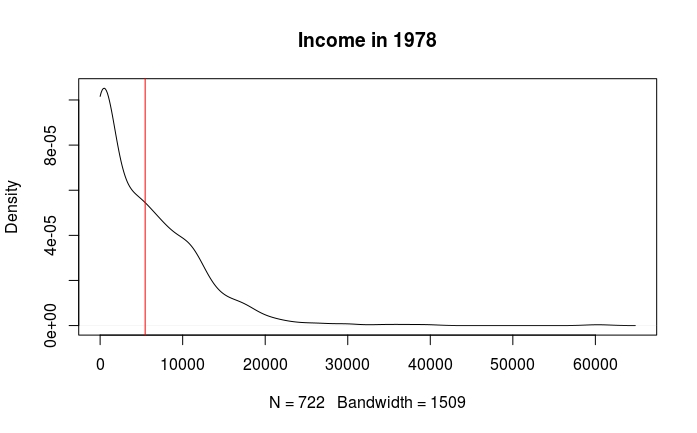 Income in 1978
Density
8e-05
4e-05
0e+00
0 10000 20000 30000 40000 50000 60000
N = 722 Bandwidth = 1509